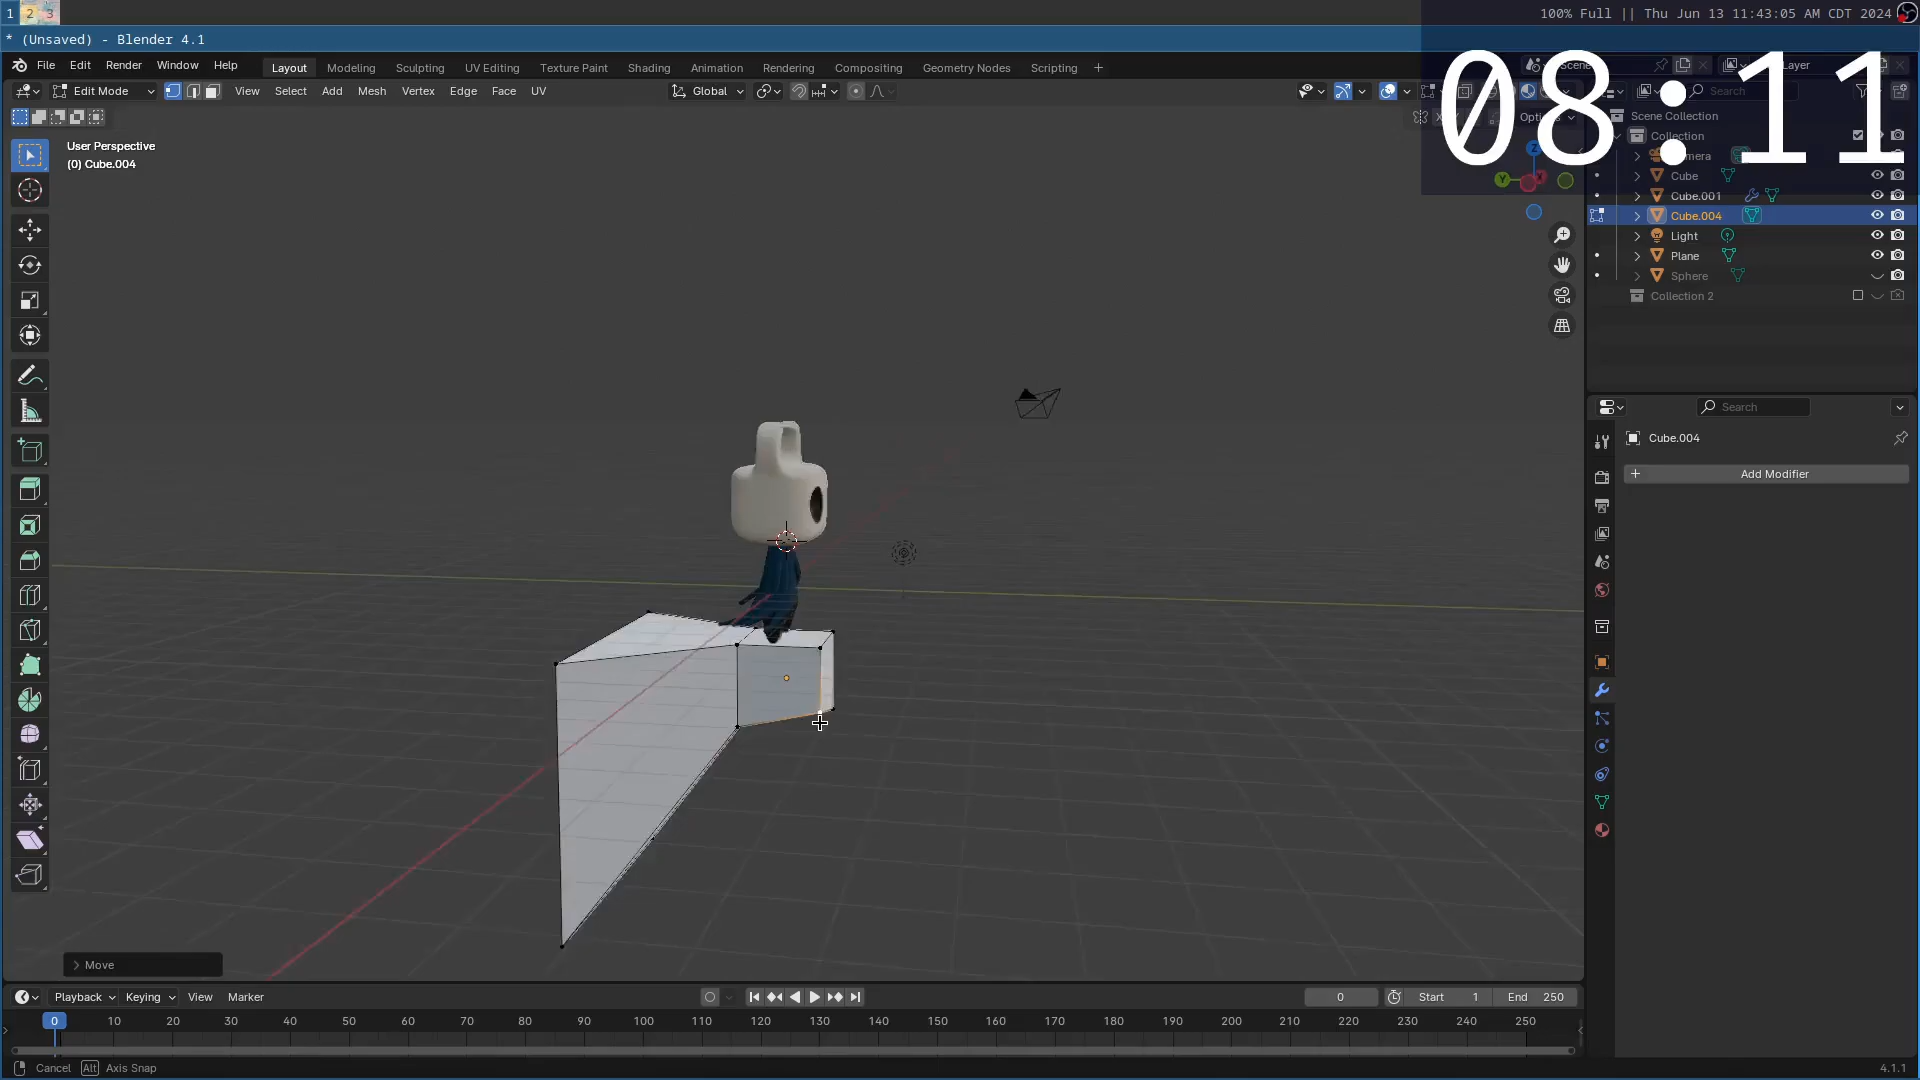 1 2 3
100% Full || Thu Jun 13 11:43:05 AM CDT 2024
* (Unsaved) - Blender 4.1
File Edit Render Window Help Layout Modeling Sculpting UV Editing Texture Paint Shading Animation Rendering Compositing Geometry Nodes Scripting + Scene Layer
08:11
Edit Mode View Select Add Mesh Vertex Edge Face UV Global Search
Scene Collection
User Perspective
(0) Cube.004
Collection
Cube
Cube.001
Cube.004
Light
Plane
Sphere
Collection 2
Z
Y
X
Search
Cube.004
+ Add Modifier
> Move
Playback Keying View Marker 0 Start 1 End 250
0 10 20 30 40 50 60 70 80 90 100 110 120 130 140 150 160 170 180 190 200 210 220 230 240 250
Cancel Alt Axis Snap 4.1.1